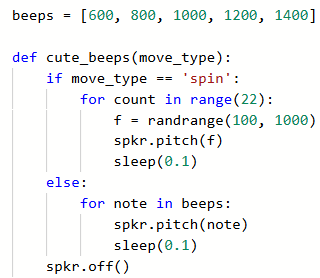 beeps = [600, 800, 1000, 1200, 1400]

def cute_beeps(move_type):
    if move_type == 'spin':
        for count in range(22):
            f = randrange(100, 1000)
            spkr.pitch(f)
            sleep(0.1)
    else:
        for note in beeps:
            spkr.pitch(note)
            sleep(0.1)
    spkr.off()